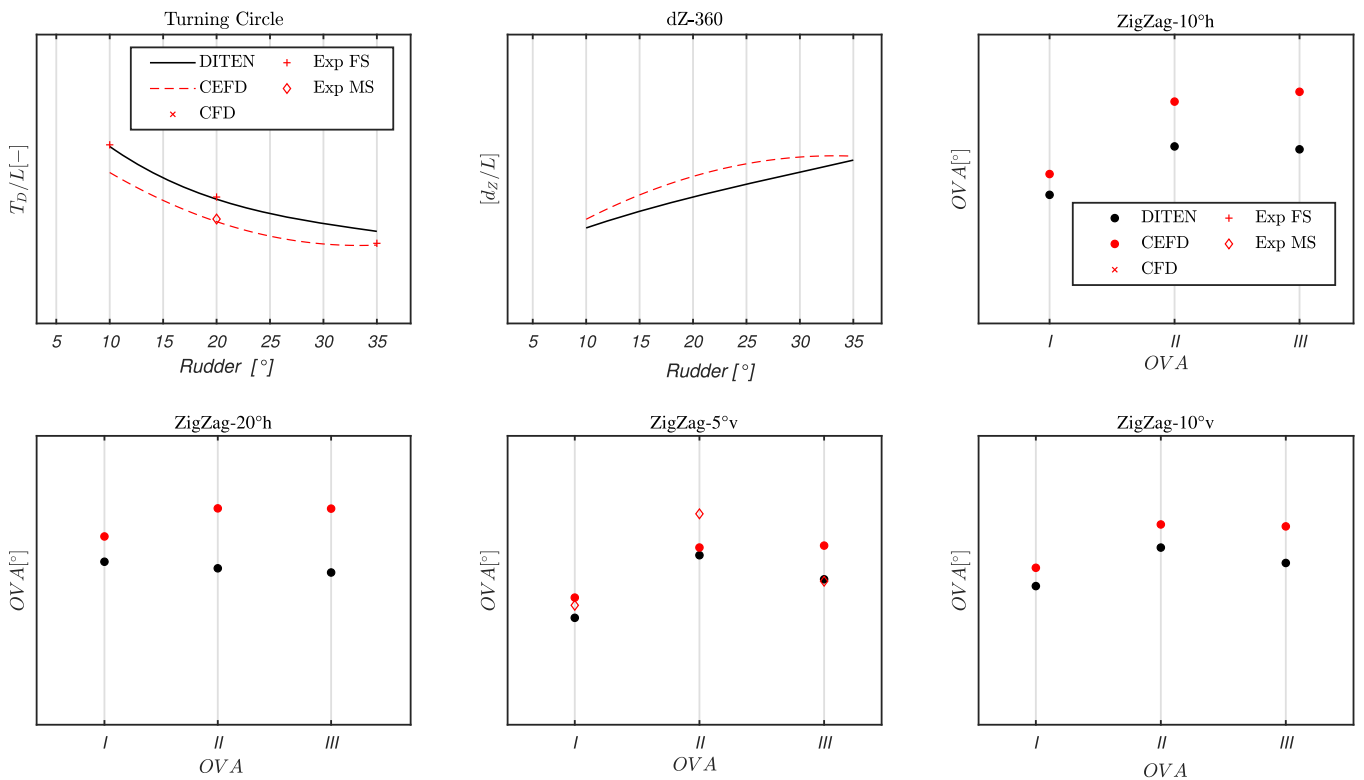 Turning Circle
DITEN
CEFD
CFD
Exp FS
Exp MS
T_D/L[−]
5 10 15 20 25 30 35
Rudder [°]
dZ-360
[d_Z/L]
5 10 15 20 25 30 35
Rudder [°]
ZigZag-10°h
OVA[°]
DITEN
CEFD
CFD
Exp FS
Exp MS
I II III
OVA
ZigZag-20°h
OVA[°]
I II III
OVA
ZigZag-5°v
OVA[°]
I II III
OVA
ZigZag-10°v
OVA[°]
I II III
OVA